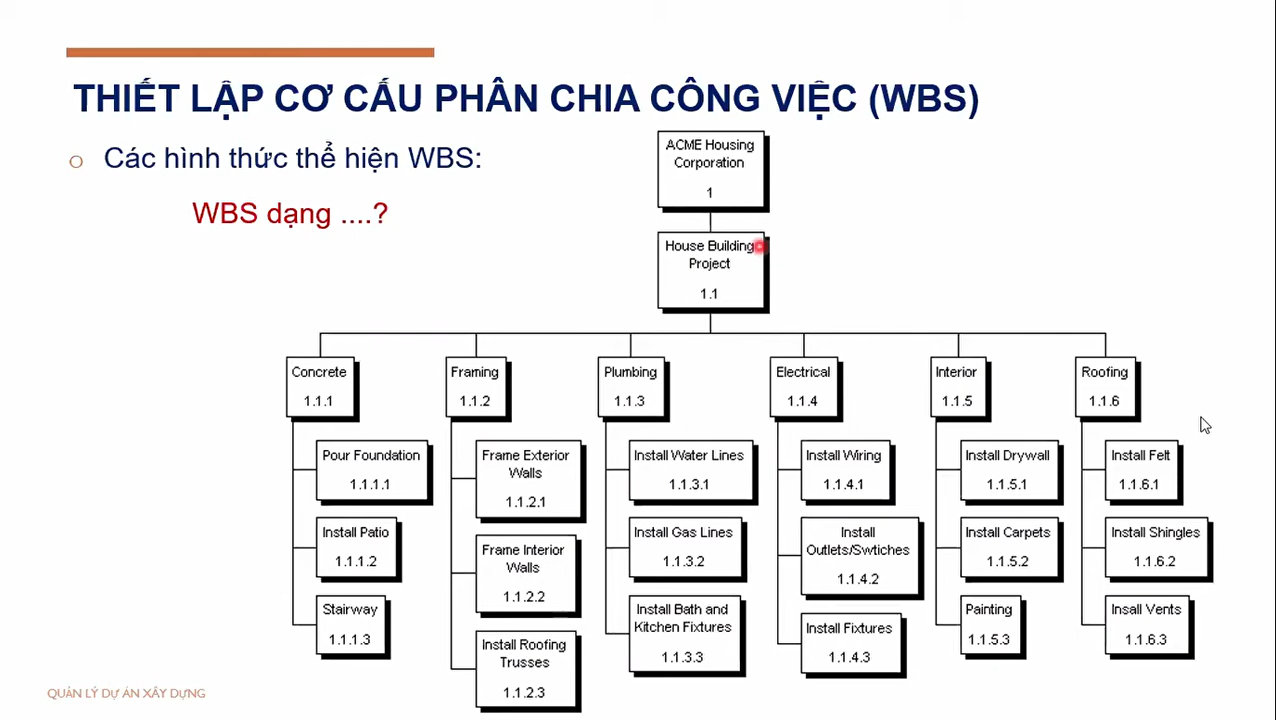 THIẾT LẬP CƠ CẤU PHÂN CHIA CÔNG VIỆC (WBS)
Các hình thức thể hiện WBS:
WBS dạng ....?
ACME Housing
Corporation
1
House Building
Project
1.1
Concrete
1.1.1
Framing
1.1.2
Plumbing
1.1.3
Electrical
1.1.4
Interior
1.1.5
Roofing
1.1.6
Pour Foundation
1.1.1.1
Install Patio
1.1.1.2
Stairway
1.1.1.3
Frame Exterior
Walls
1.1.2.1
Frame Interior
Walls
1.1.2.2
Install Roofing
Trusses
1.1.2.3
Install Water Lines
1.1.3.1
Install Gas Lines
1.1.3.2
Install Bath and
Kitchen Fixtures
1.1.3.3
Install Wiring
1.1.4.1
Install
Outlets/Swtiches
1.1.4.2
Install Fixtures
1.1.4.3
Install Drywall
1.1.5.1
Install Carpets
1.1.5.2
Painting
1.1.5.3
Install Felt
1.1.6.1
Install Shingles
1.1.6.2
Insall Vents
1.1.6.3
QUẢN LÝ DỰ ÁN XÂY DỰNG